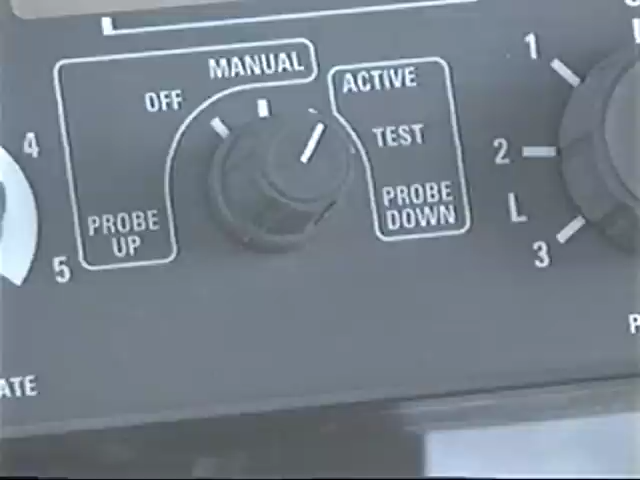 MANUAL
OFF
PROBE
UP
ACTIVE
TEST
PROBE
DOWN
4
5
1
2
L
3
ATE
P